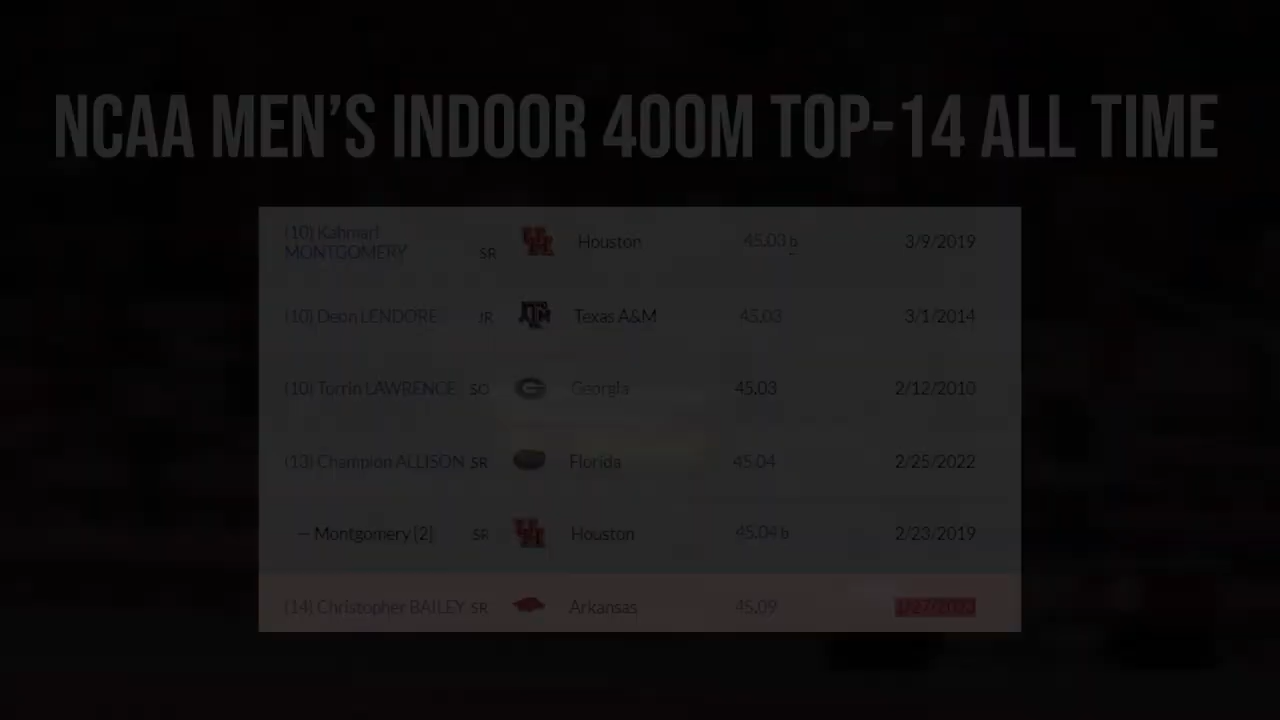 NCAA MEN'S INDOOR 400M TOP-14 ALL TIME
(10) Kahmari
MONTGOMERY SR Houston 45.03 b 3/9/2019
(10) Deon LENDORE JR Texas A&M 45.03 3/1/2014
(10) Torrin LAWRENCE SO Georgia 45.03 2/12/2010
(13) Champion ALLISON SR Florida 45.04 2/25/2022
— Montgomery [2] SR Houston 45.04 b 2/23/2019
(14) Christopher BAILEY SR Arkansas 45.09